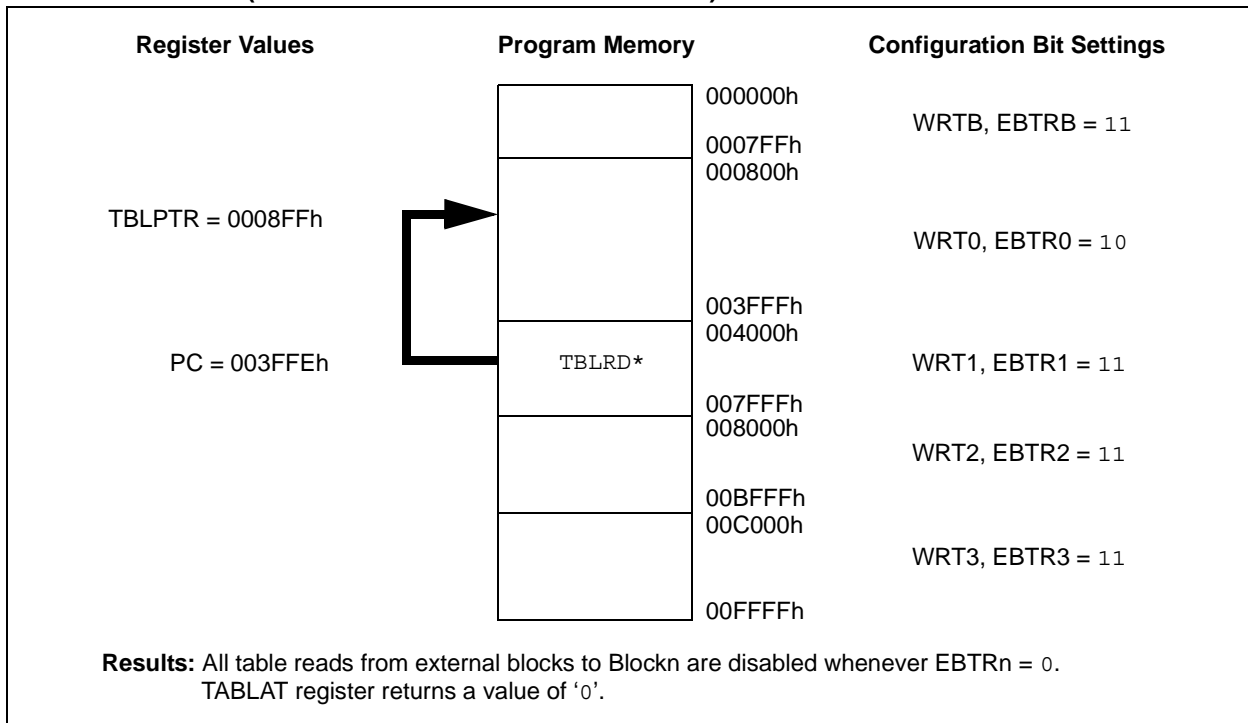 Register Values Program Memory Configuration Bit Settings
000000h
WRTB, EBTRB = 11
0007FFh
000800h
TBLPTR = 0008FFh
WRT0, EBTR0 = 10
003FFFh
004000h
PC = 003FFEh TBLRD* WRT1, EBTR1 = 11
007FFFh
008000h
WRT2, EBTR2 = 11
00BFFFh
00C000h
WRT3, EBTR3 = 11
00FFFFh
Results: All table reads from external blocks to Blockn are disabled whenever EBTRn = 0.
TABLAT register returns a value of ‘0’.